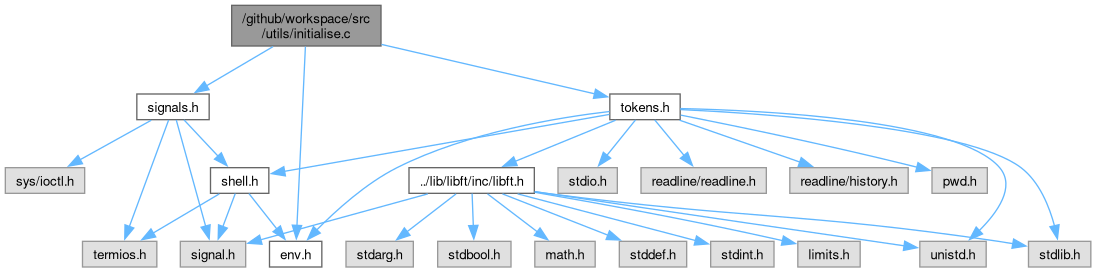 /github/workspace/src
/utils/initialise.c
signals.h
tokens.h
sys/ioctl.h
shell.h
../lib/libft/inc/libft.h
stdio.h
readline/readline.h
readline/history.h
pwd.h
termios.h
signal.h
env.h
stdarg.h
stdbool.h
math.h
stddef.h
stdint.h
limits.h
unistd.h
stdlib.h